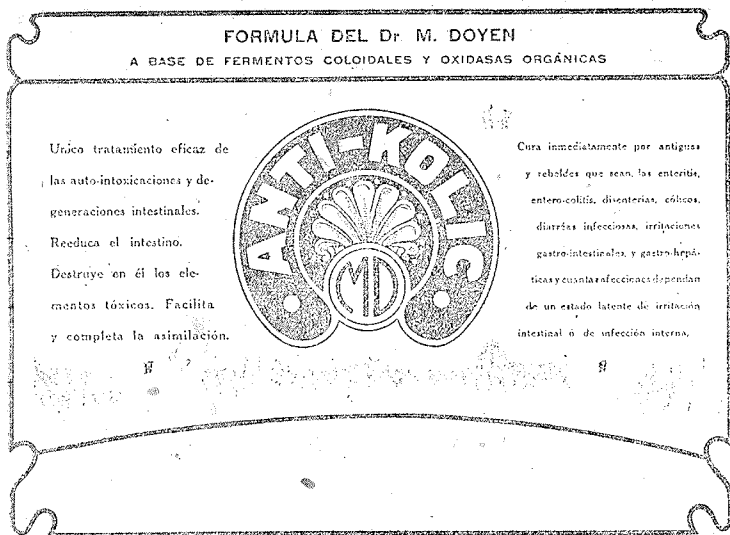 FORMULA DEL Dr. M. DOYEN
A BASE DE FERMENTOS COLOIDALES Y OXIDASAS ORGÁNICAS
Unico tratamiento eficaz de
las auto-intoxicaciones y de-
generaciones intestinales.
Reeduca el intestino.
Destruye en él los ele-
mentos tóxicos. Facilita
y completa la asimilación.
ANTI-KOLIC
MD
Cura inmediatamente por antiguas
y rebeldes que sean, las enteritis,
entero-colitis, disenterias, cólicos,
diarréas infecciosas, irritaciones
gastro-intestinales, y gastro-hepá-
ticas y cuantas afecciones dependan
de un estado latente de irritación
intestinal ó de infección interna.